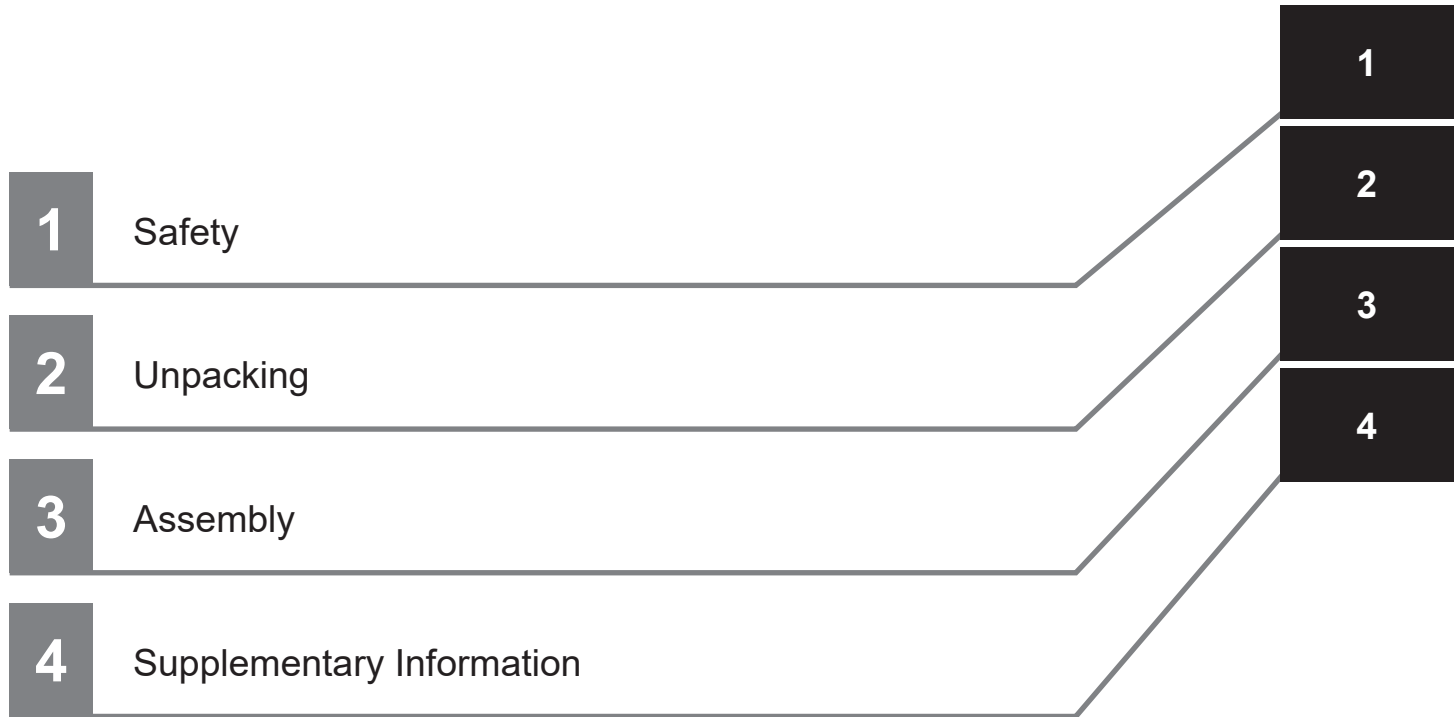 1
2
1 Safety
3
2 Unpacking
4
3 Assembly
4 Supplementary Information